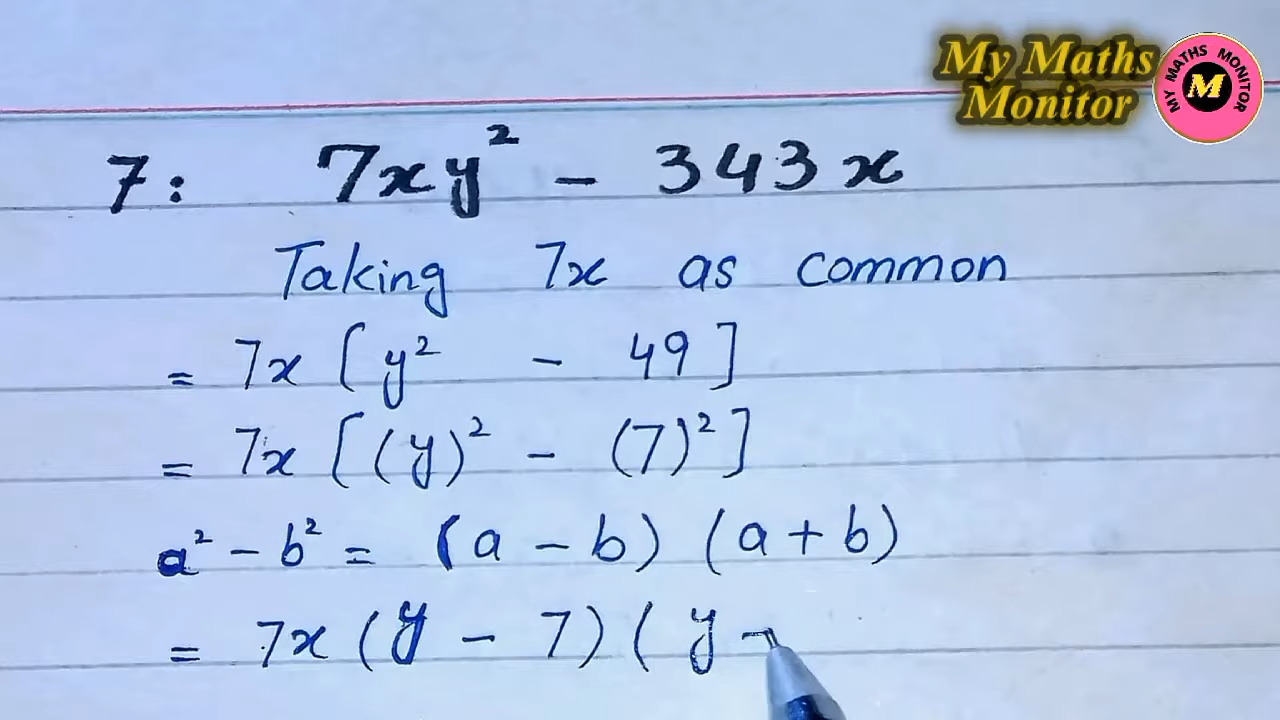 My Maths
Monitor
MY MATHS MONITOR
M
7: 7xy² - 343x
Taking 7x as common
= 7x [y² - 49]
= 7x [(y)² - (7)²]
a² - b² = (a - b) (a + b)
= 7x (y - 7) ( y -